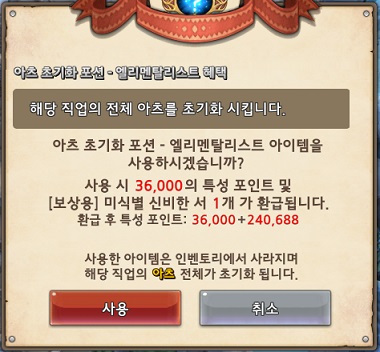 아츠 초기화 포션 - 엘리멘탈리스트 혜택
해당 직업의 전체 아츠를 초기화 시킵니다.
아츠 초기화 포션 - 엘리멘탈리스트 아이템을
사용하시겠습니까?
사용 시 36,000의 특성 포인트 및
[보상용] 미식별 신비한 서 1개 가 환급됩니다.
환급 후 특성 포인트: 36,000+240,688
사용한 아이템은 인벤토리에서 사라지며
해당 직업의 아츠 전체가 초기화 됩니다.
사용 취소